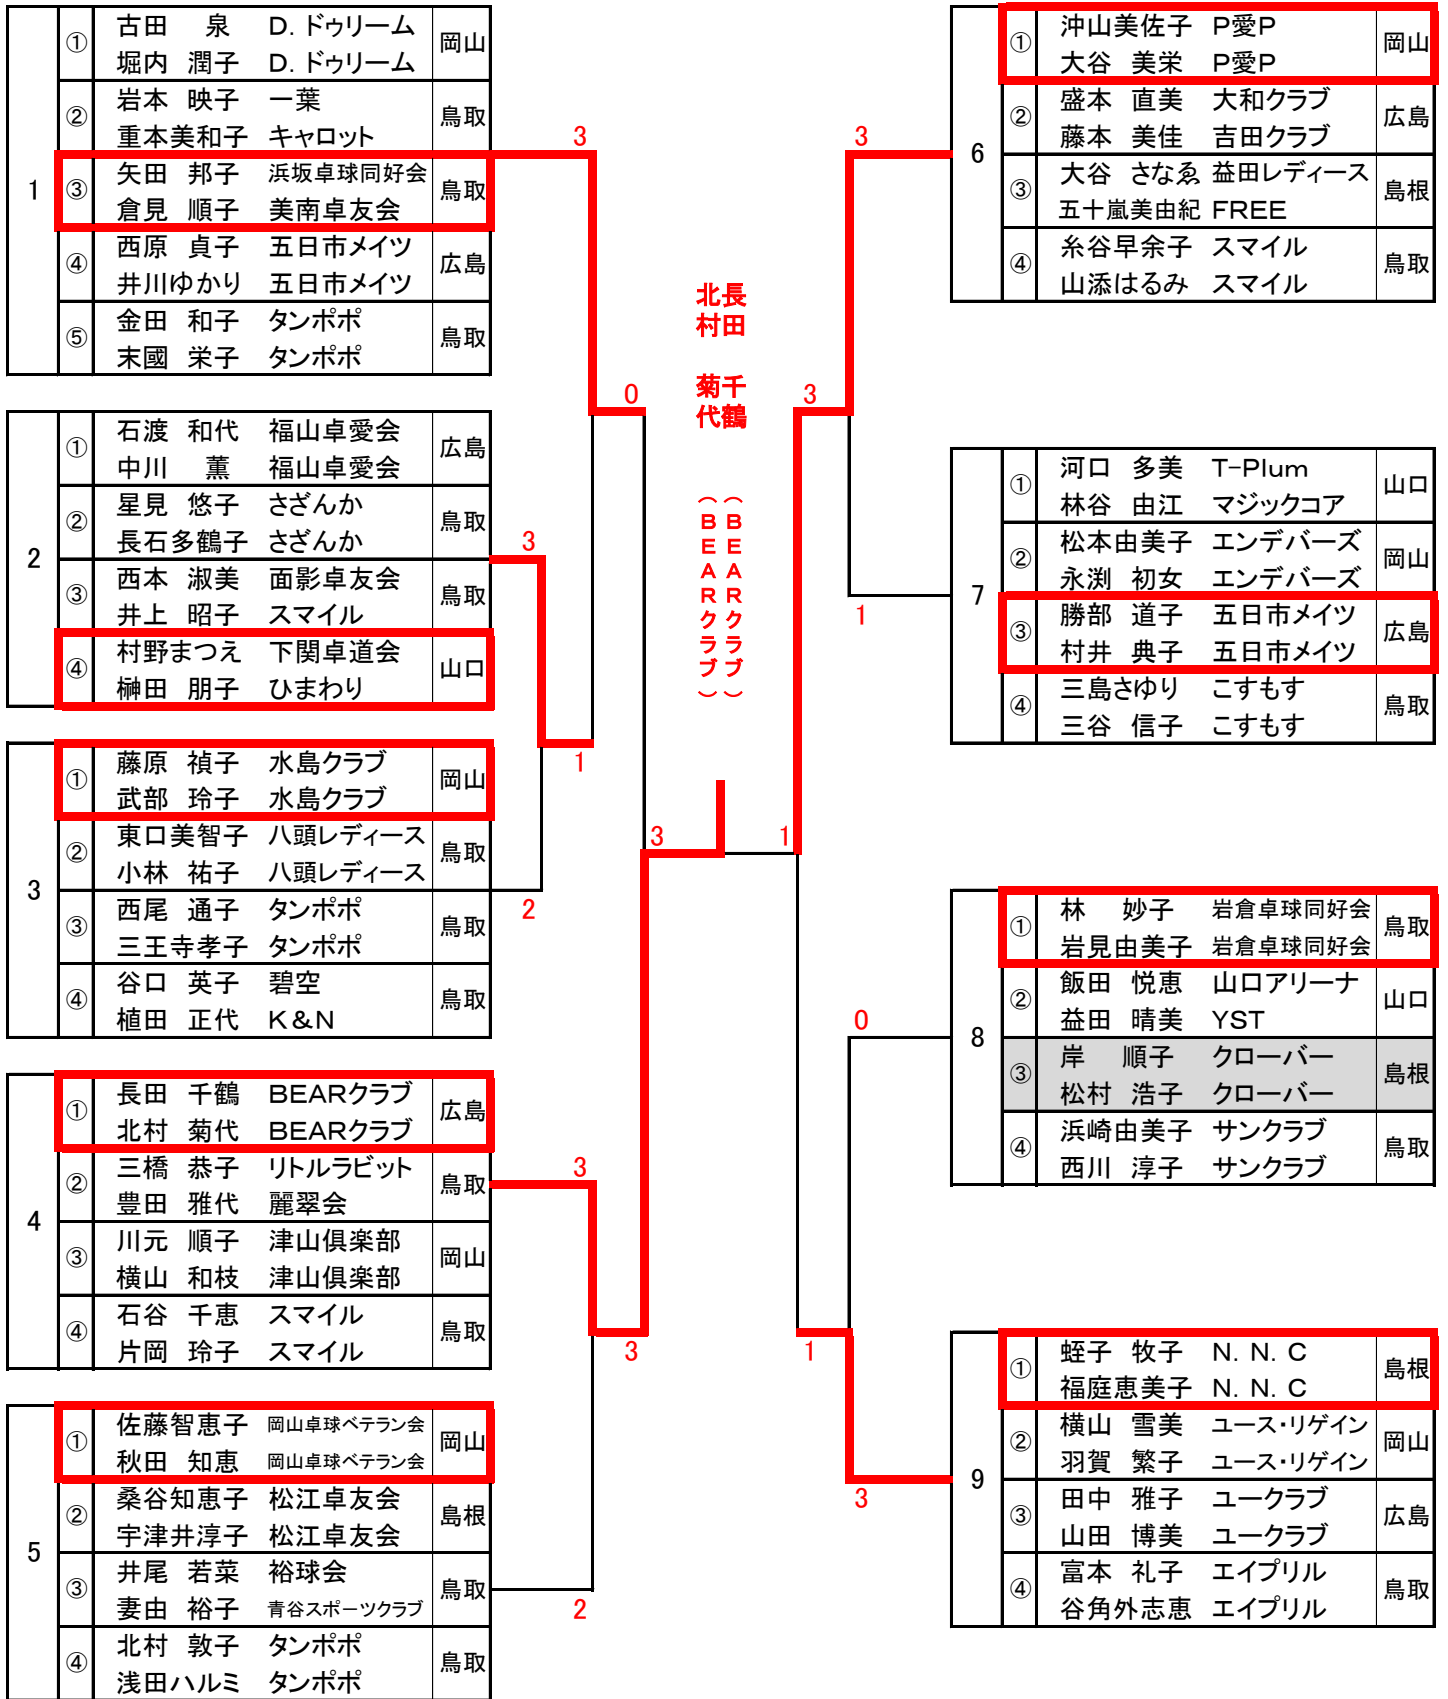 1
① 古田 泉 D.ドゥリーム 岡山
堀内 潤子 D.ドゥリーム
② 岩本 映子 一葉 鳥取
重本美和子 キャロット
③ 矢田 邦子 浜坂卓球同好会 鳥取
倉見 順子 美南卓友会
④ 西原 貞子 五日市メイツ 広島
井川ゆかり 五日市メイツ
⑤ 金田 和子 タンポポ 鳥取
末國 栄子 タンポポ
2
① 石渡 和代 福山卓愛会 広島
中川 薫 福山卓愛会
② 星見 悠子 さざんか 鳥取
長石多鶴子 さざんか
③ 西本 淑美 面影卓友会 鳥取
井上 昭子 スマイル
④ 村野まつえ 下関卓道会 山口
榊田 朋子 ひまわり
3
① 藤原 禎子 水島クラブ 岡山
武部 玲子 水島クラブ
② 東口美智子 八頭レディース 鳥取
小林 祐子 八頭レディース
③ 西尾 通子 タンポポ 鳥取
三王寺孝子 タンポポ
④ 谷口 英子 碧空 鳥取
植田 正代 K&N
4
① 長田 千鶴 BEARクラブ 広島
北村 菊代 BEARクラブ
② 三橋 恭子 リトルラビット 鳥取
豊田 雅代 麗翠会
③ 川元 順子 津山倶楽部 岡山
横山 和枝 津山倶楽部
④ 石谷 千恵 スマイル 鳥取
片岡 玲子 スマイル
5
① 佐藤智恵子 岡山卓球ベテラン会 岡山
秋田 知恵 岡山卓球ベテラン会
② 桑谷知恵子 松江卓友会 島根
宇津井淳子 松江卓友会
③ 井尾 若菜 裕球会 鳥取
妻由 裕子 青谷スポーツクラブ
④ 北村 敦子 タンポポ 鳥取
浅田ハルミ タンポポ
3
0
3
1
2
3
3
3
2
長田 千鶴 (BEARクラブ)
北村 菊代 (BEARクラブ)
1
3
3
1
0
1
3
6
① 沖山美佐子 P愛P 岡山
大谷 美栄 P愛P
② 盛本 直美 大和クラブ 広島
藤本 美佳 吉田クラブ
③ 大谷 さなゑ 益田レディース 島根
五十嵐美由紀 FREE
④ 糸谷早余子 スマイル 鳥取
山添はるみ スマイル
7
① 河口 多美 T-Plum 山口
林谷 由江 マジックコア
② 松本由美子 エンデバーズ 岡山
永渕 初女 エンデバーズ
③ 勝部 道子 五日市メイツ 広島
村井 典子 五日市メイツ
④ 三島さゆり こすもす 鳥取
三谷 信子 こすもす
8
① 林 妙子 岩倉卓球同好会 鳥取
岩見由美子 岩倉卓球同好会
② 飯田 悦恵 山口アリーナ 山口
益田 晴美 YST
③ 岸 順子 クローバー 島根
松村 浩子 クローバー
④ 浜崎由美子 サンクラブ 鳥取
西川 淳子 サンクラブ
9
① 蛭子 牧子 N.N.C 島根
福庭恵美子 N.N.C
② 横山 雪美 ユース・リゲイン 岡山
羽賀 繁子 ユース・リゲイン
③ 田中 雅子 ユークラブ 広島
山田 博美 ユークラブ
④ 富本 礼子 エイプリル 鳥取
谷角外志恵 エイプリル